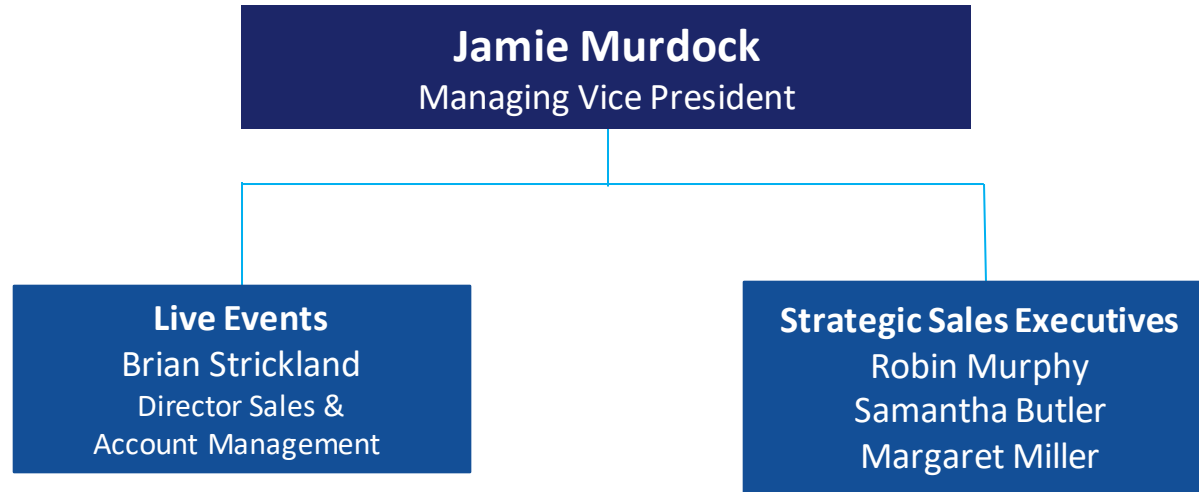 Jamie Murdock
Managing Vice President
Live Events
Brian Strickland
Director Sales &
Account Management
Strategic Sales Executives
Robin Murphy
Samantha Butler
Margaret Miller